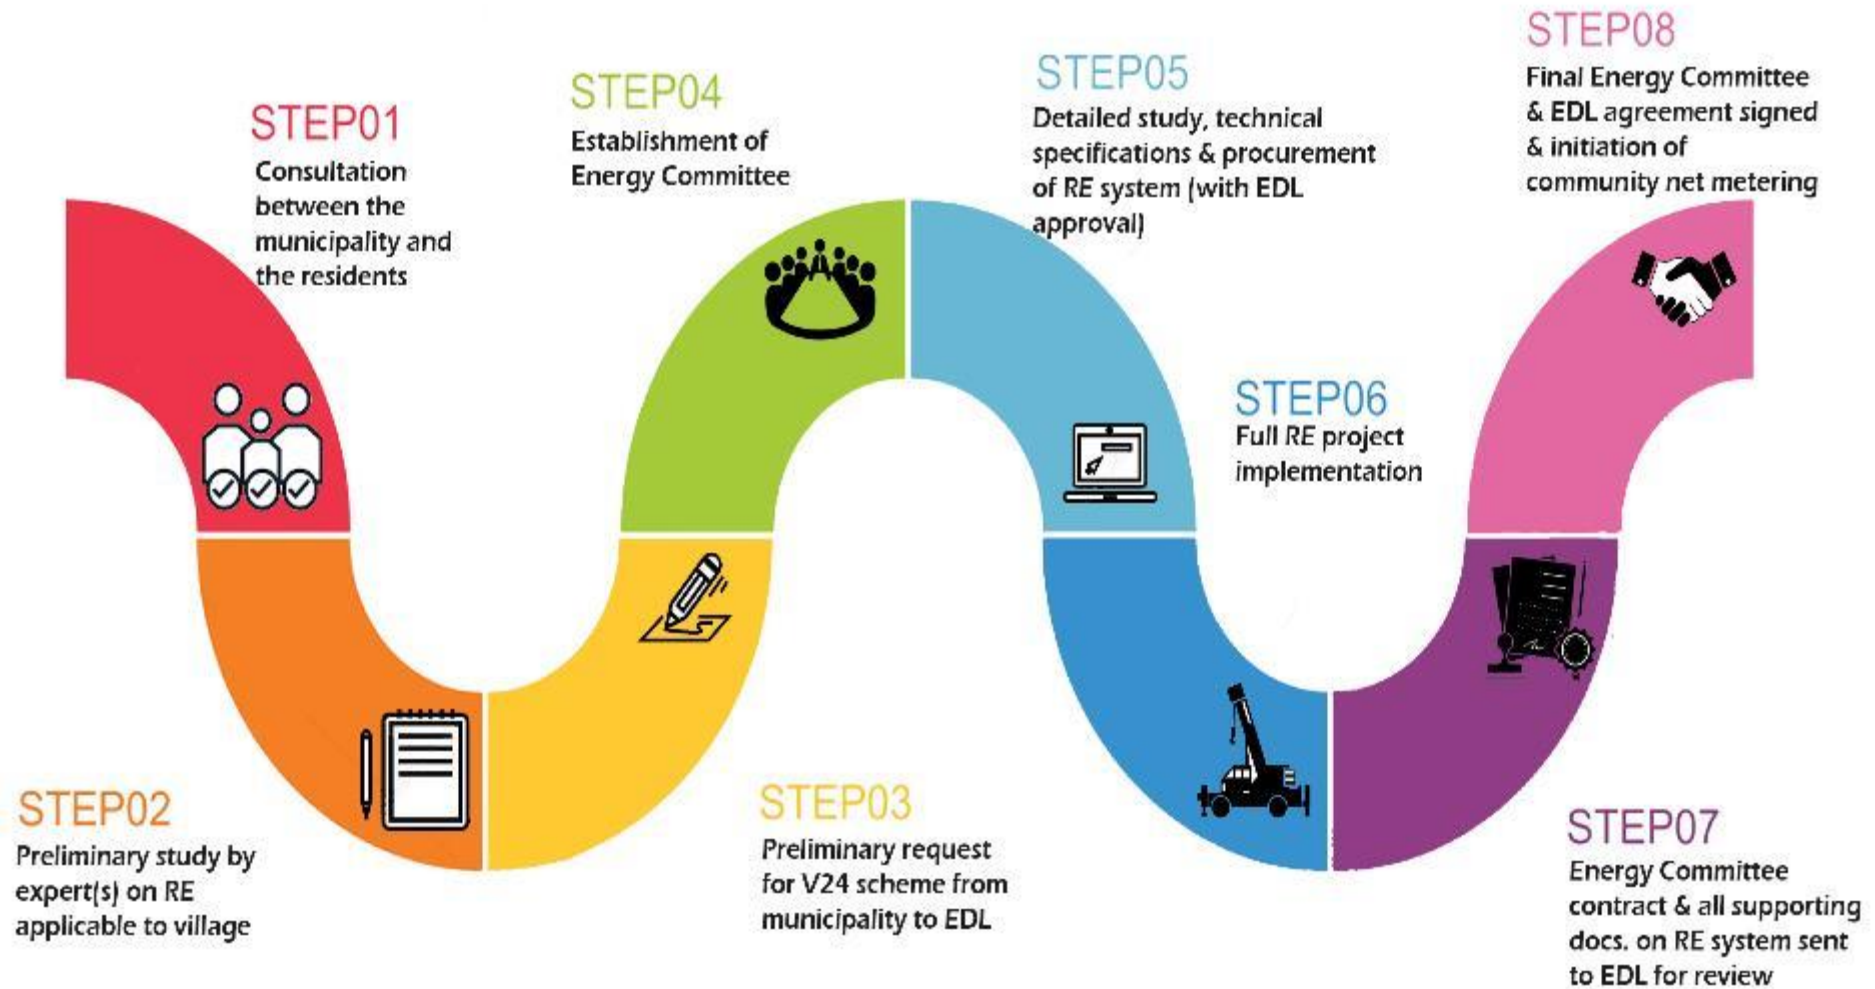 STEP01
Consultation
between the
municipality and
the residents
STEP02
Preliminary study by
expert(s) on RE
applicable to village
STEP03
Preliminary request
for V24 scheme from
municipality to EDL
STEP04
Establishment of
Energy Committee
STEP05
Detailed study, technical
specifications & procurement
of RE system (with EDL
approval)
STEP06
Full RE project
implementation
STEP07
Energy Committee
contract & all supporting
docs. on RE system sent
to EDL for review
STEP08
Final Energy Committee
& EDL agreement signed
& initiation of
community net metering